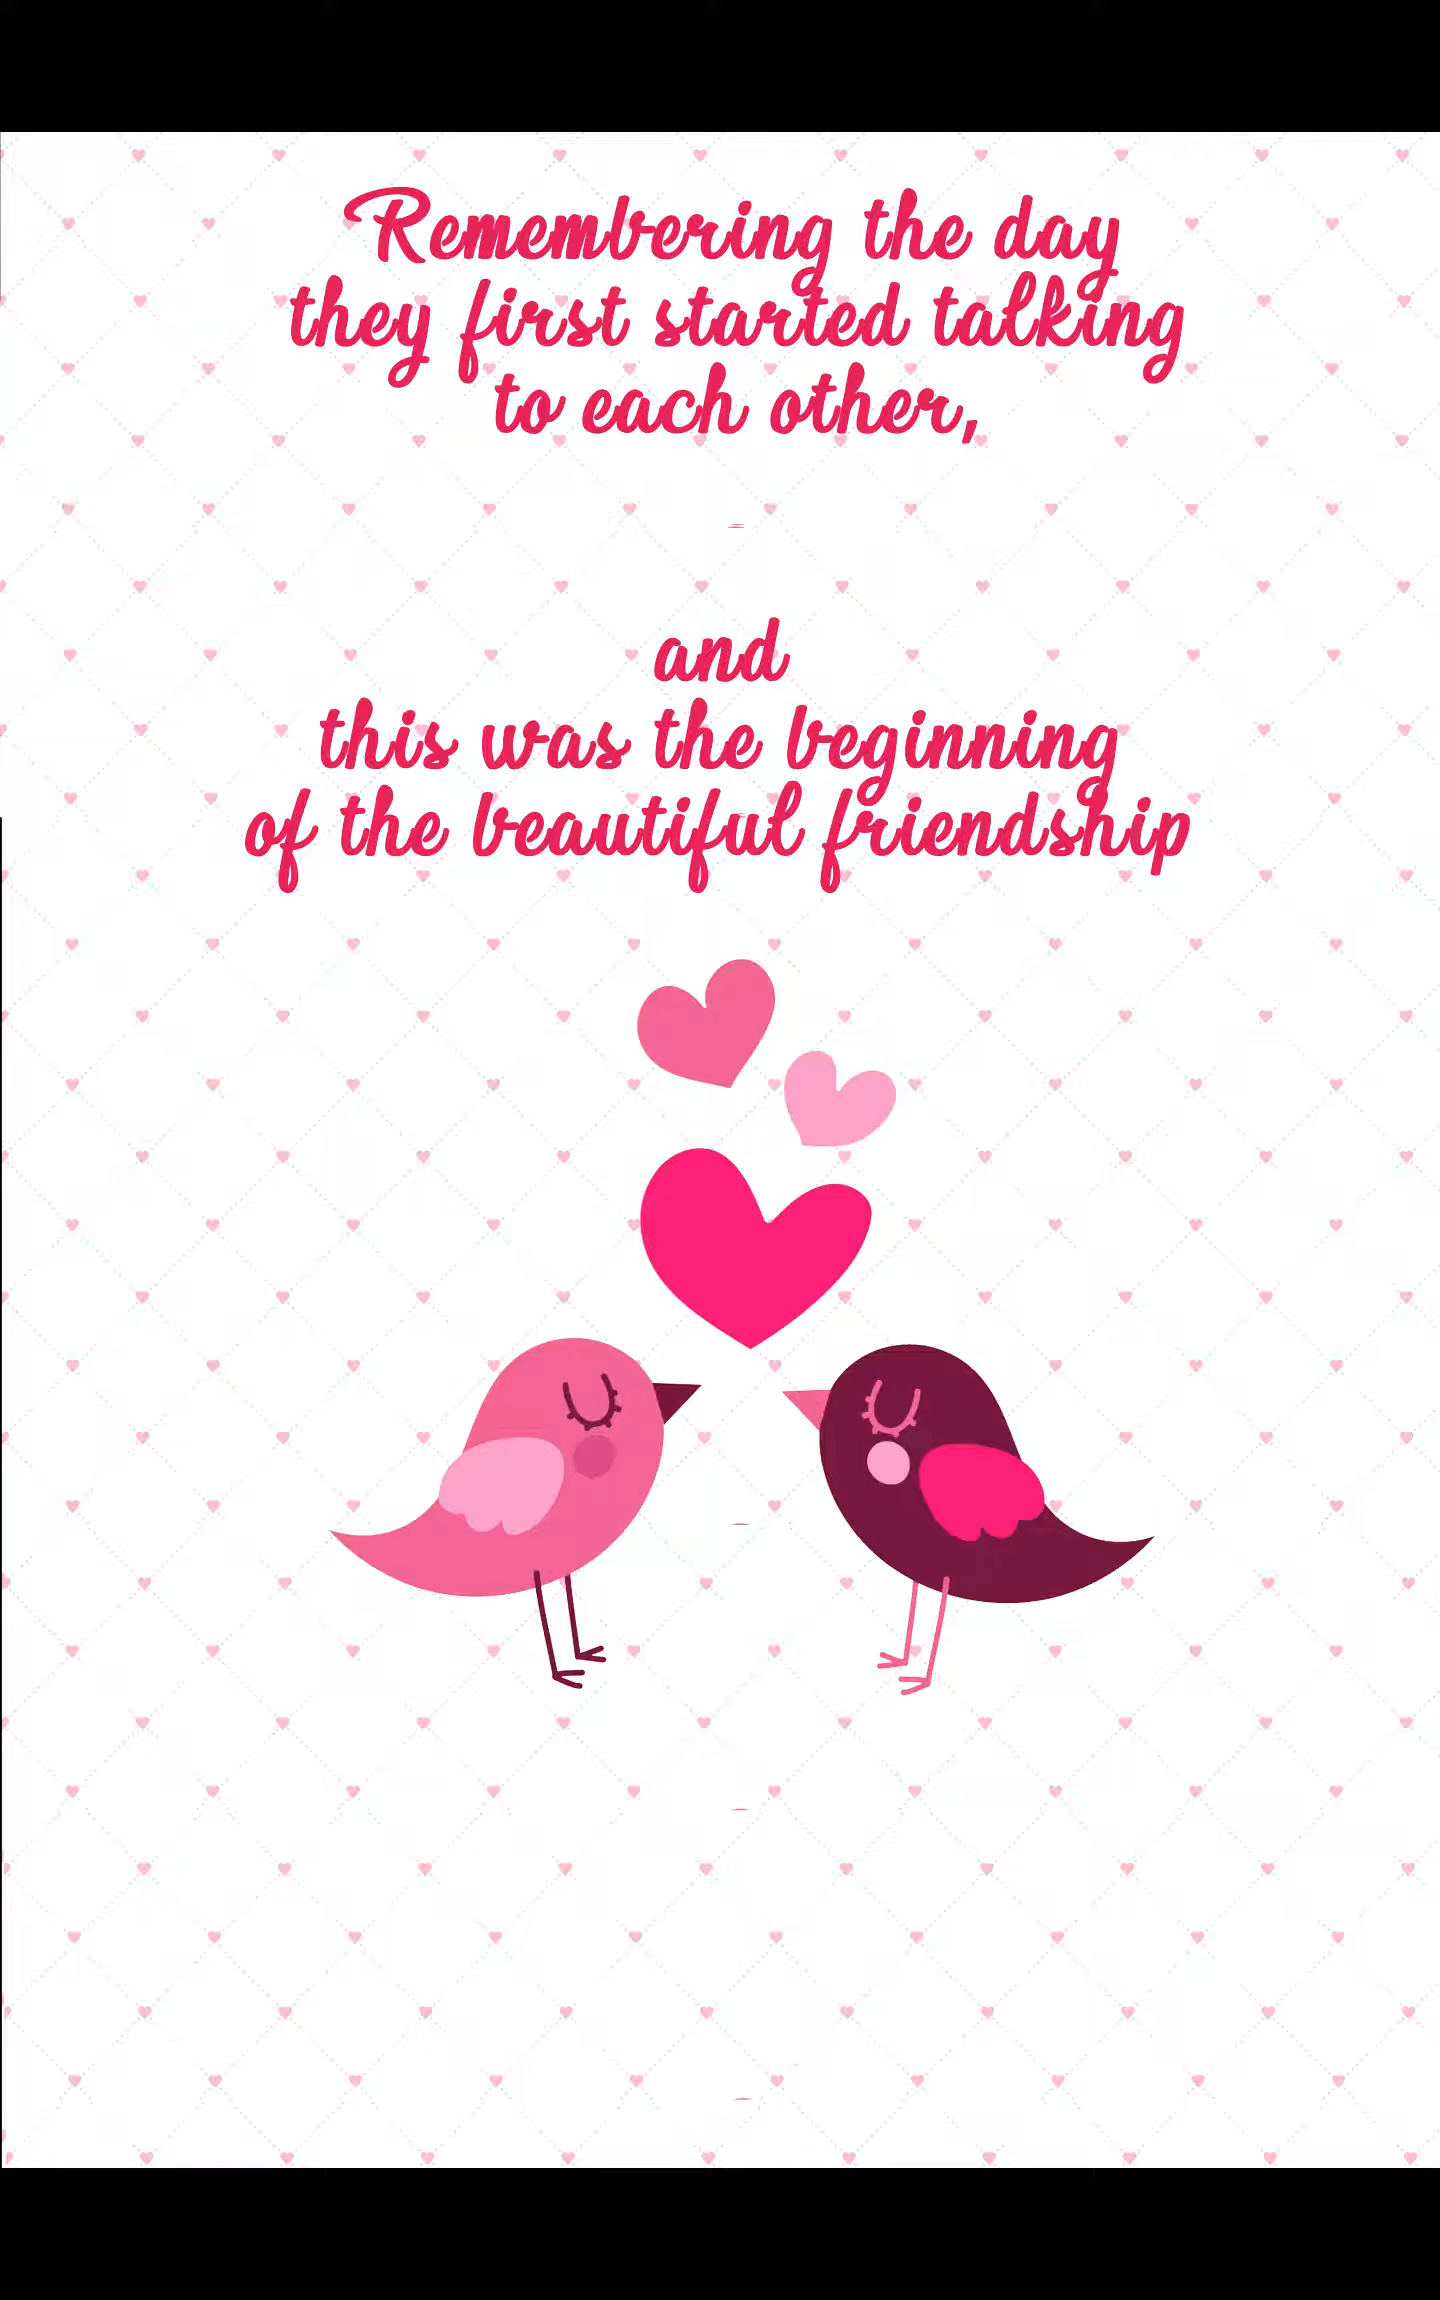 Remembering the day
they first started talking
to each other,
and
this was the beginning
of the beautiful friendship